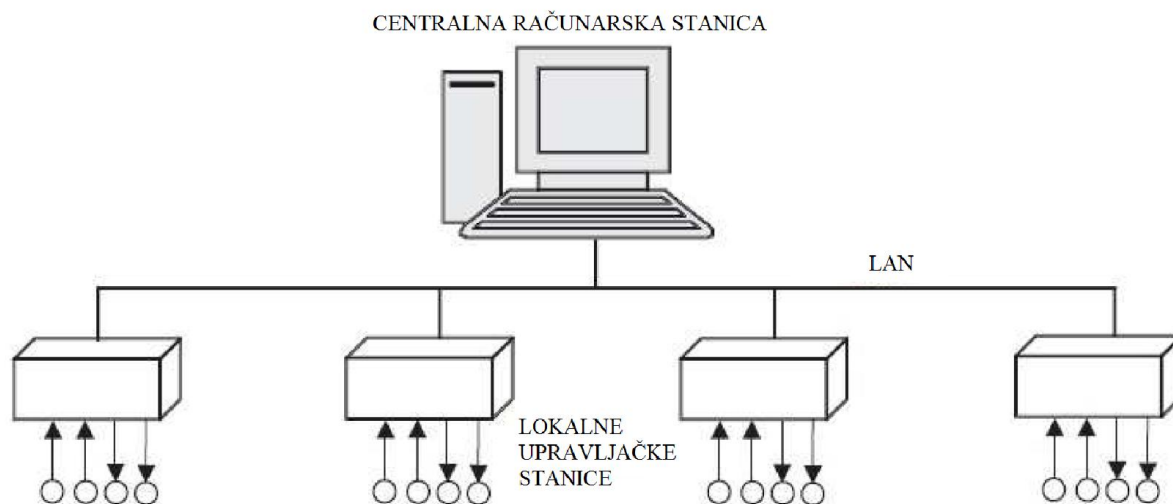 CENTRALNA RAČUNARSKA STANICA
LAN
LOKALNE
UPRAVLJAČKE
STANICE